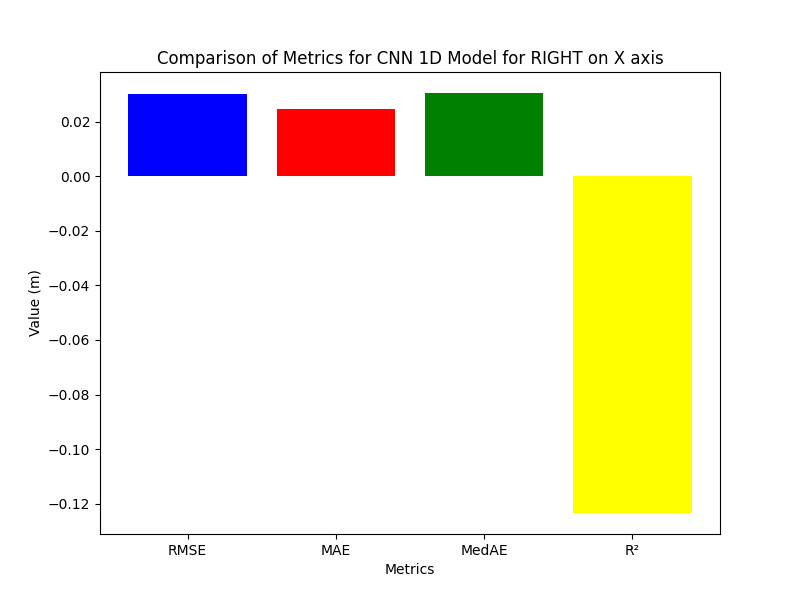 Comparison of Metrics for CNN 1D Model for RIGHT on X axis
Value (m)
0.02
0.00
−0.02
−0.04
−0.06
−0.08
−0.10
−0.12
RMSE MAE MedAE R²
Metrics